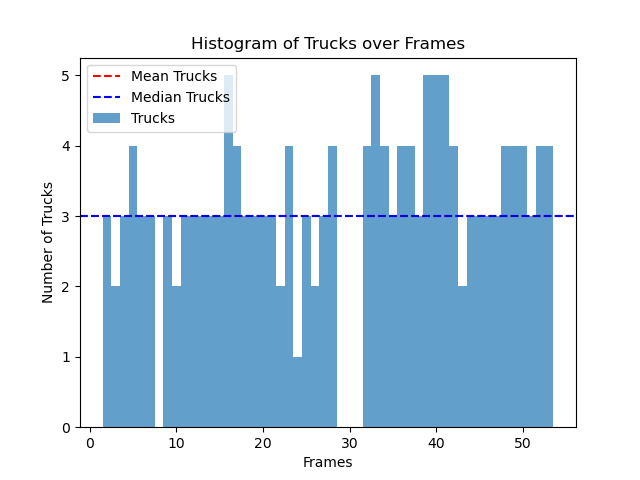 Histogram of Trucks over Frames
Mean Trucks
Median Trucks
Trucks
Number of Trucks
5
4
3
2
1
0
0 10 20 30 40 50
Frames